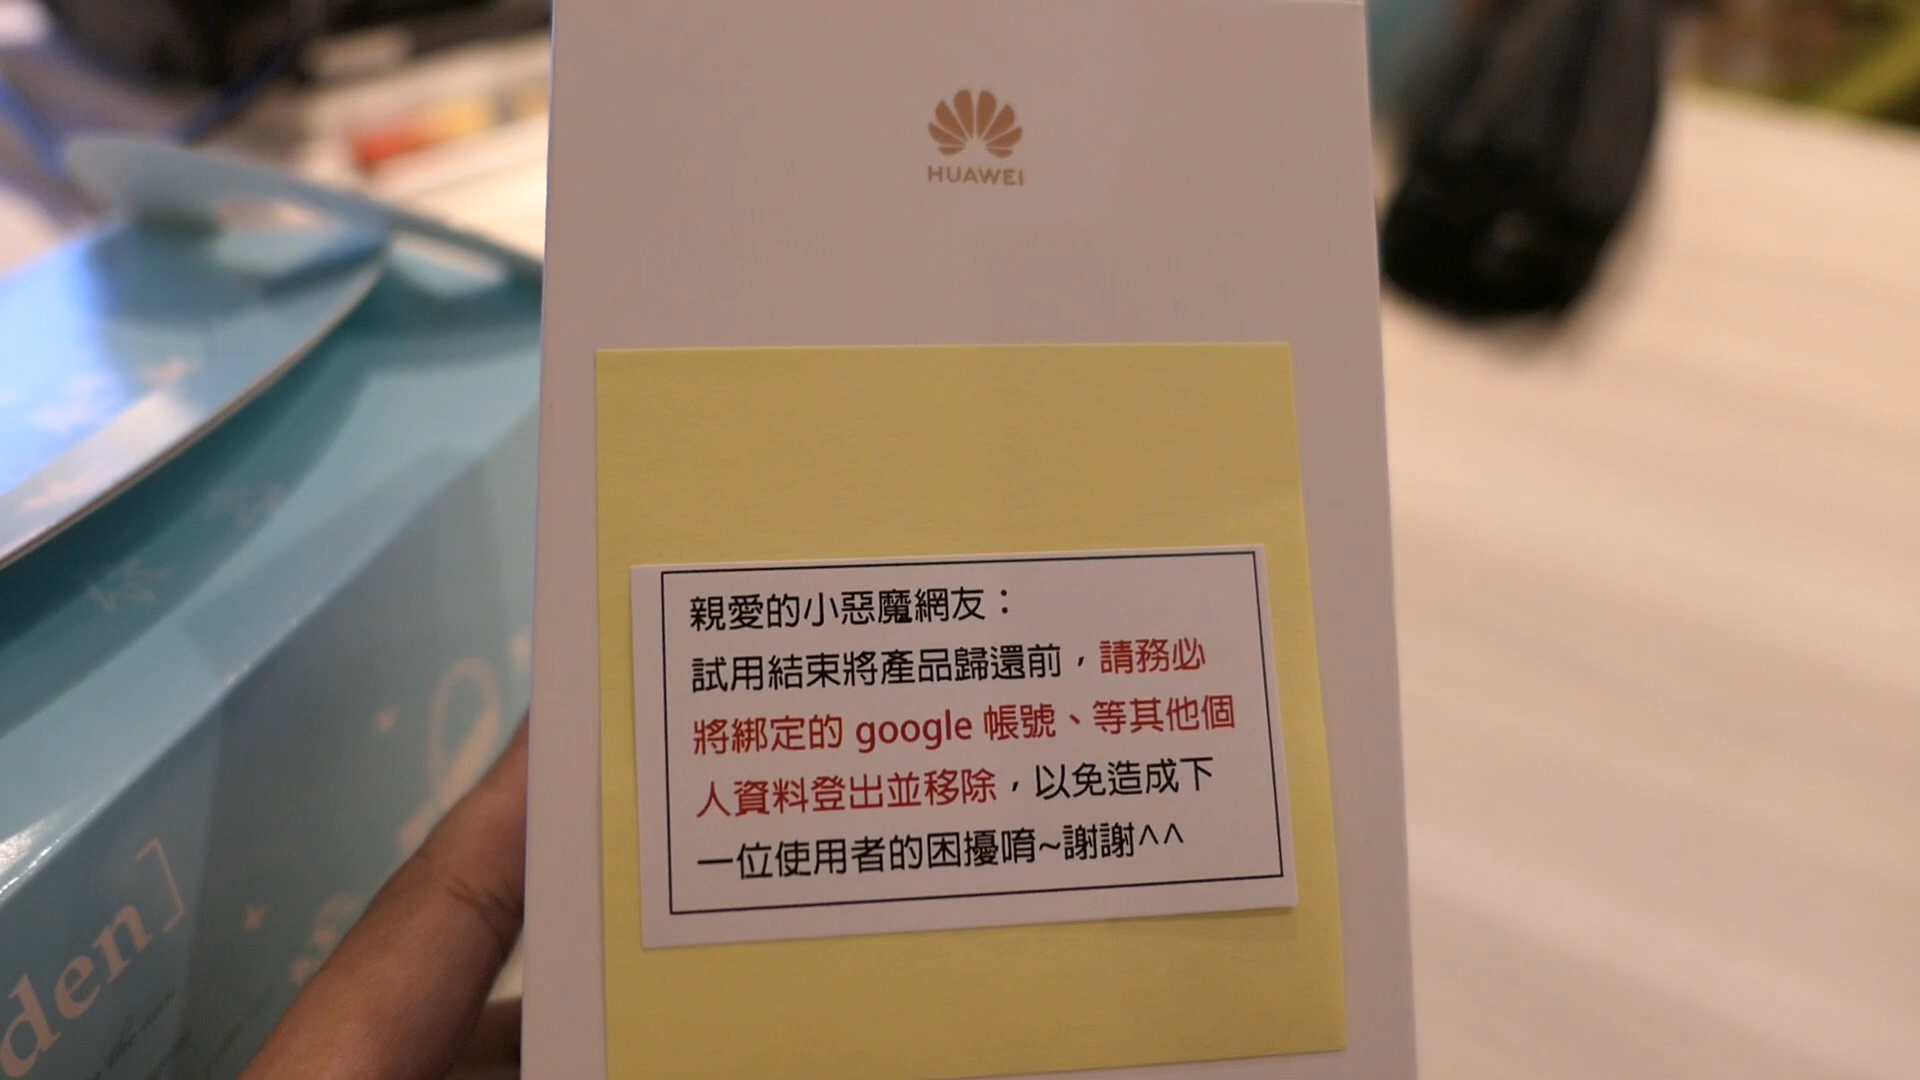 HUAWEI
親愛的小惡魔網友：
試用結束將產品歸還前，請務必
將綁定的 google 帳號、等其他個
人資料登出並移除，以免造成下
一位使用者的困擾唷~謝謝^^
den]